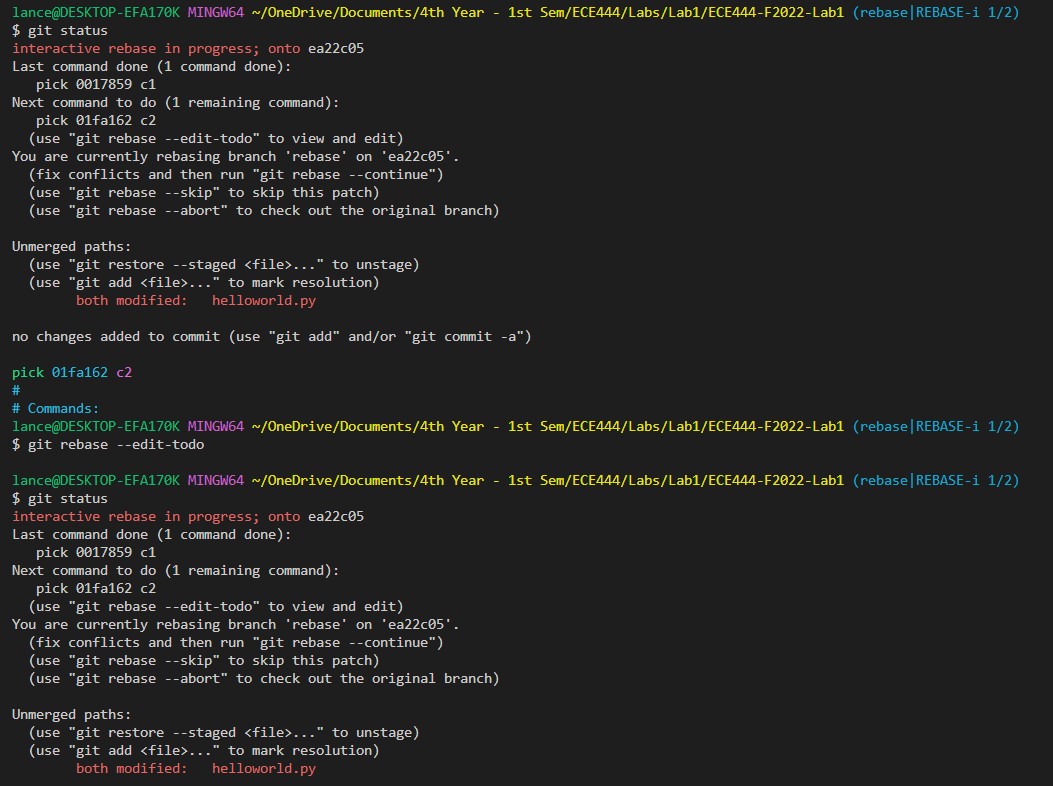 lance@DESKTOP-EFA170K MINGW64 ~/OneDrive/Documents/4th Year - 1st Sem/ECE444/Labs/Lab1/ECE444-F2022-Lab1 (rebase|REBASE-i 1/2)
$ git status
interactive rebase in progress; onto ea22c05
Last command done (1 command done):
   pick 0017859 c1
Next command to do (1 remaining command):
   pick 01fa162 c2
  (use "git rebase --edit-todo" to view and edit)
You are currently rebasing branch 'rebase' on 'ea22c05'.
  (fix conflicts and then run "git rebase --continue")
  (use "git rebase --skip" to skip this patch)
  (use "git rebase --abort" to check out the original branch)

Unmerged paths:
  (use "git restore --staged <file>..." to unstage)
  (use "git add <file>..." to mark resolution)
        both modified:   helloworld.py

no changes added to commit (use "git add" and/or "git commit -a")

pick 01fa162 c2
#
# Commands:
lance@DESKTOP-EFA170K MINGW64 ~/OneDrive/Documents/4th Year - 1st Sem/ECE444/Labs/Lab1/ECE444-F2022-Lab1 (rebase|REBASE-i 1/2)
$ git rebase --edit-todo

lance@DESKTOP-EFA170K MINGW64 ~/OneDrive/Documents/4th Year - 1st Sem/ECE444/Labs/Lab1/ECE444-F2022-Lab1 (rebase|REBASE-i 1/2)
$ git status
interactive rebase in progress; onto ea22c05
Last command done (1 command done):
   pick 0017859 c1
Next command to do (1 remaining command):
   pick 01fa162 c2
  (use "git rebase --edit-todo" to view and edit)
You are currently rebasing branch 'rebase' on 'ea22c05'.
  (fix conflicts and then run "git rebase --continue")
  (use "git rebase --skip" to skip this patch)
  (use "git rebase --abort" to check out the original branch)

Unmerged paths:
  (use "git restore --staged <file>..." to unstage)
  (use "git add <file>..." to mark resolution)
        both modified:   helloworld.py